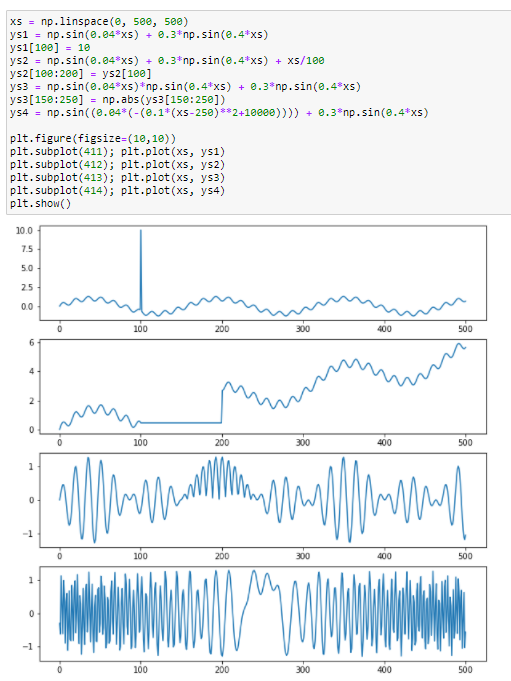 xs = np.linspace(0, 500, 500)
ys1 = np.sin(0.04*xs) + 0.3*np.sin(0.4*xs)
ys1[100] = 10
ys2 = np.sin(0.04*xs) + 0.3*np.sin(0.4*xs) + xs/100
ys2[100:200] = ys2[100]
ys3 = np.sin(0.04*xs)*np.sin(0.4*xs) + 0.3*np.sin(0.4*xs)
ys3[150:250] = np.abs(ys3[150:250])
ys4 = np.sin((0.04*(-(0.1*(xs-250)**2+10000)))) + 0.3*np.sin(0.4*xs)
plt.figure(figsize=(10,10))
plt.subplot(411); plt.plot(xs, ys1)
plt.subplot(412); plt.plot(xs, ys2)
plt.subplot(413); plt.plot(xs, ys3)
plt.subplot(414); plt.plot(xs, ys4)
plt.show()
10.0
7.5
5.0
2.5
0.0
0 100 200 300 400 500
6
4
2
0
0 100 200 300 400 500
1
0
−1
0 100 200 300 400 500
1
0
−1
0 100 200 300 400 500